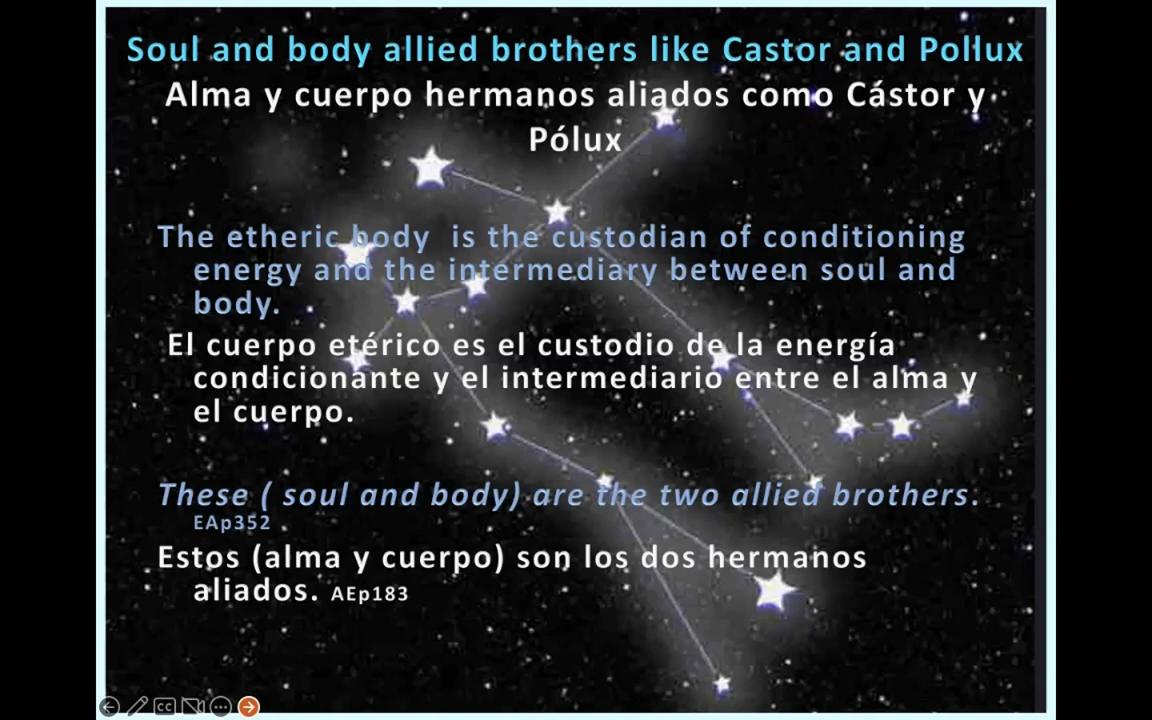 Soul and body allied brothers like Castor and Pollux
Alma y cuerpo hermanos aliados como Cástor y
Pólux
The etheric body  is the custodian of conditioning
energy and the intermediary between soul and
body.
El cuerpo etérico es el custodio de la energía
condicionante y el intermediario entre el alma y
el cuerpo.
These ( soul and body) are the two allied brothers.
EAp352
Estos (alma y cuerpo) son los dos hermanos
aliados. AEp183
CC